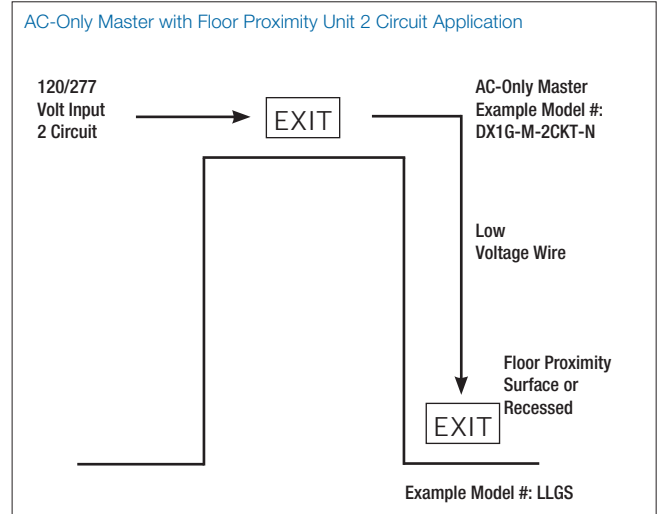 AC-Only Master with Floor Proximity Unit 2 Circuit Application
120/277
Volt Input
2 Circuit
EXIT
AC-Only Master
Example Model #:
DX1G-M-2CKT-N
Low
Voltage Wire
Floor Proximity
Surface or
Recessed
EXIT
Example Model #: LLGS